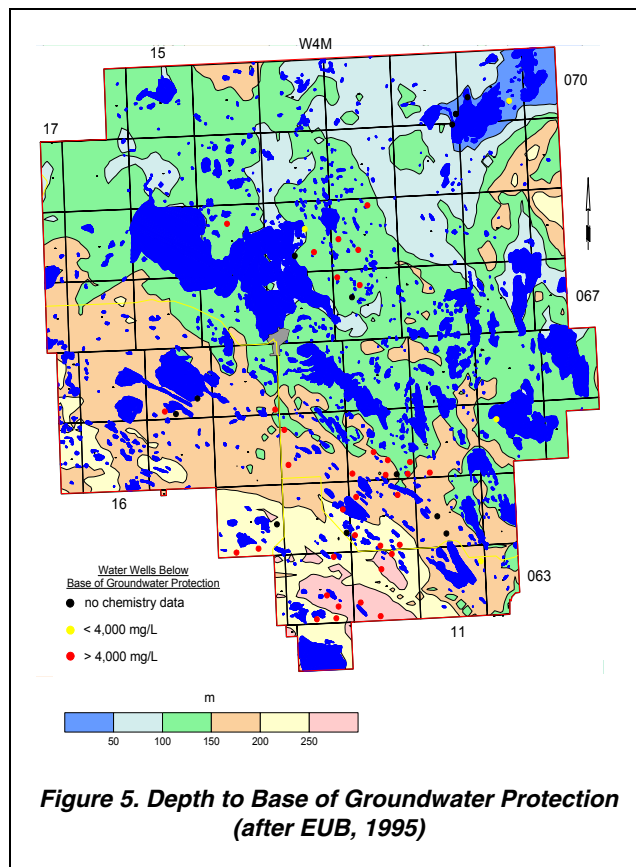 W4M
15
070
17
067
16
063
11
Water Wells Below
Base of Groundwater Protection
no chemistry data
< 4,000 mg/L
> 4,000 mg/L
m
50 100 150 200 250
Figure 5. Depth to Base of Groundwater Protection
(after EUB, 1995)